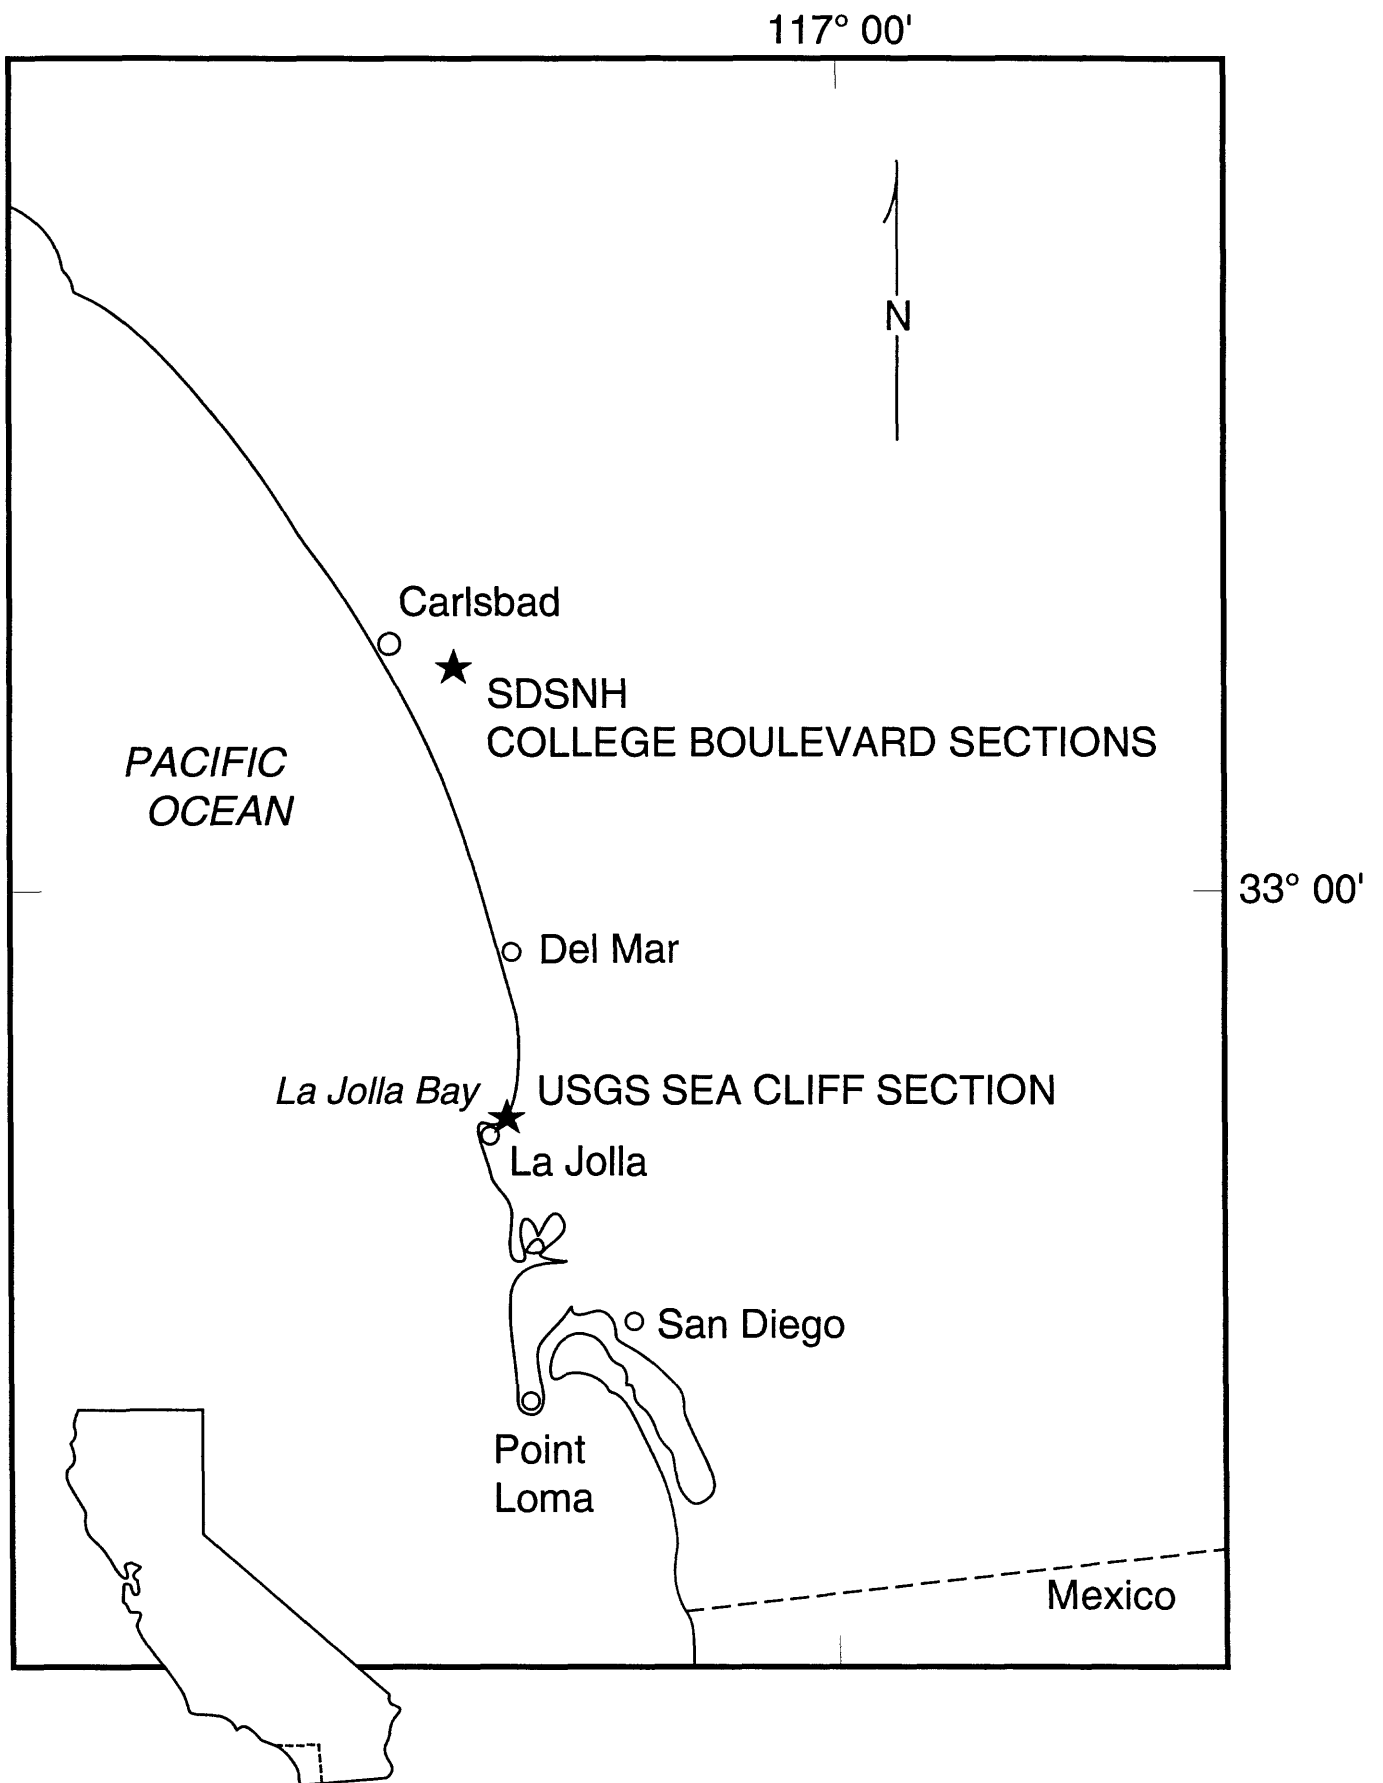 117° 00'
N
Carlsbad
SDSNH
COLLEGE BOULEVARD SECTIONS
PACIFIC
OCEAN
33° 00'
Del Mar
La Jolla Bay
USGS SEA CLIFF SECTION
La Jolla
San Diego
Point
Loma
Mexico